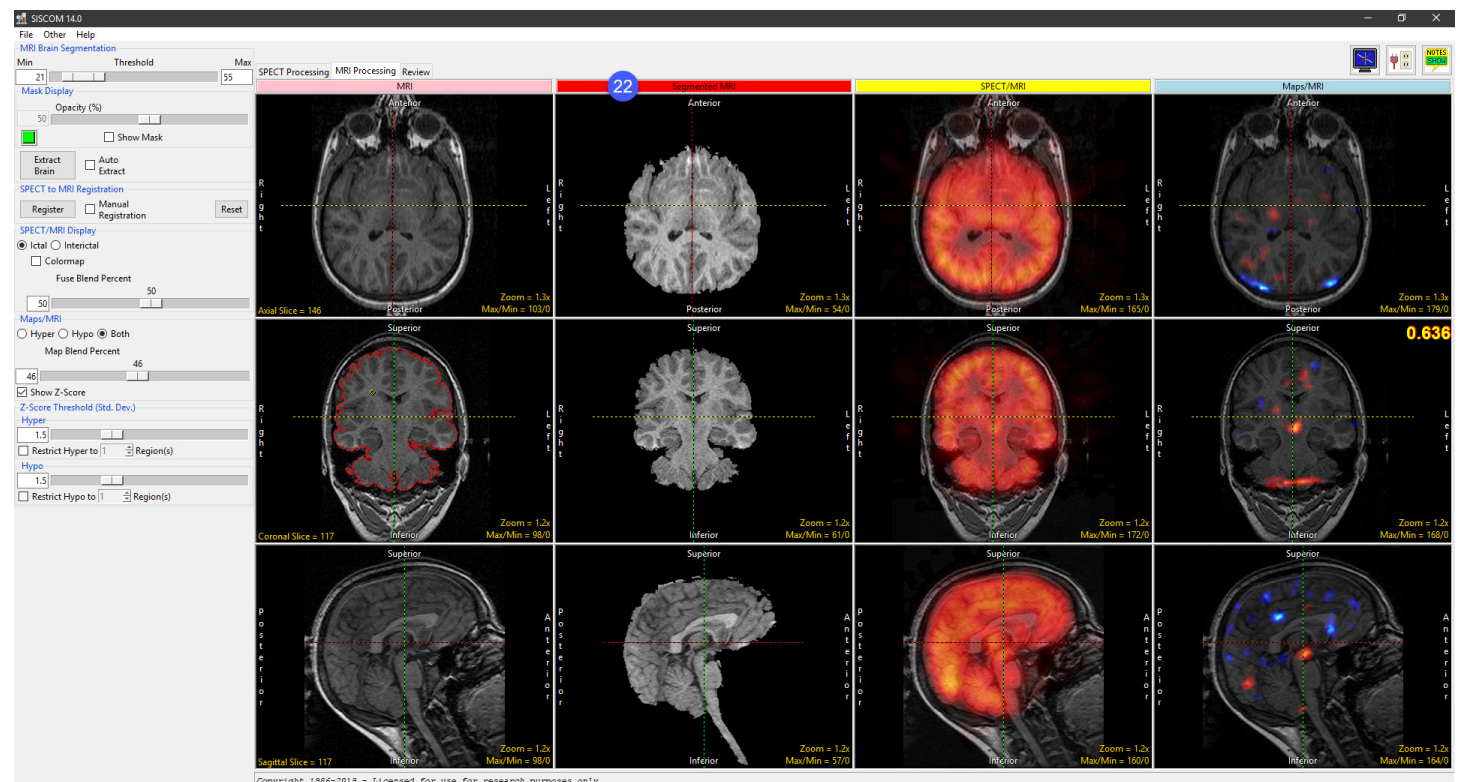 SISCOM 14.0
File Other Help
MRI Brain Segmentation
Min Threshold Max
21 55
Mask Display
Opacity (%)
50
Show Mask
Extract Brain
Auto Extract
SPECT to MRI Registration
Register
Manual Registration
Reset
SPECT/MRI Display
Ictal Interictal
Colormap
Fuse Blend Percent
50
50
Maps/MRI
Hyper Hypo Both
Map Blend Percent
46
46
Show Z-Score
Z-Score Threshold (Std. Dev.)
Hyper
1.5
Restrict Hyper to 1 Region(s)
Hypo
1.5
Restrict Hypo to 1 Region(s)
NOTES
SHOW
SPECT Processing MRI Processing Review
MRI
22
Segmented MRI
SPECT/MRI
Maps/MRI
Anterior
Right
Left
Posterior
Axial Slice = 146
Zoom = 1.3x
Max/Min = 103/0
Anterior
Right
Left
Posterior
Zoom = 1.3x
Max/Min = 54/0
Anterior
Right
Left
Posterior
Zoom = 1.3x
Max/Min = 165/0
Anterior
Right
Left
Posterior
Zoom = 1.3x
Max/Min = 179/0
Superior
Right
Left
Inferior
Coronal Slice = 117
Zoom = 1.2x
Max/Min = 98/0
Superior
Right
Left
Inferior
Zoom = 1.2x
Max/Min = 61/0
Superior
Right
Left
Inferior
Zoom = 1.2x
Max/Min = 172/0
Superior
0.636
Right
Left
Inferior
Zoom = 1.2x
Max/Min = 168/0
Superior
Posterior
Anterior
Inferior
Sagittal Slice = 117
Zoom = 1.2x
Max/Min = 98/0
Superior
Posterior
Anterior
Inferior
Zoom = 1.2x
Max/Min = 57/0
Superior
Posterior
Anterior
Inferior
Zoom = 1.2x
Max/Min = 160/0
Superior
Posterior
Anterior
Inferior
Zoom = 1.2x
Max/Min = 164/0
Copyright 1986-2019 - Licensed for use for research purposes only